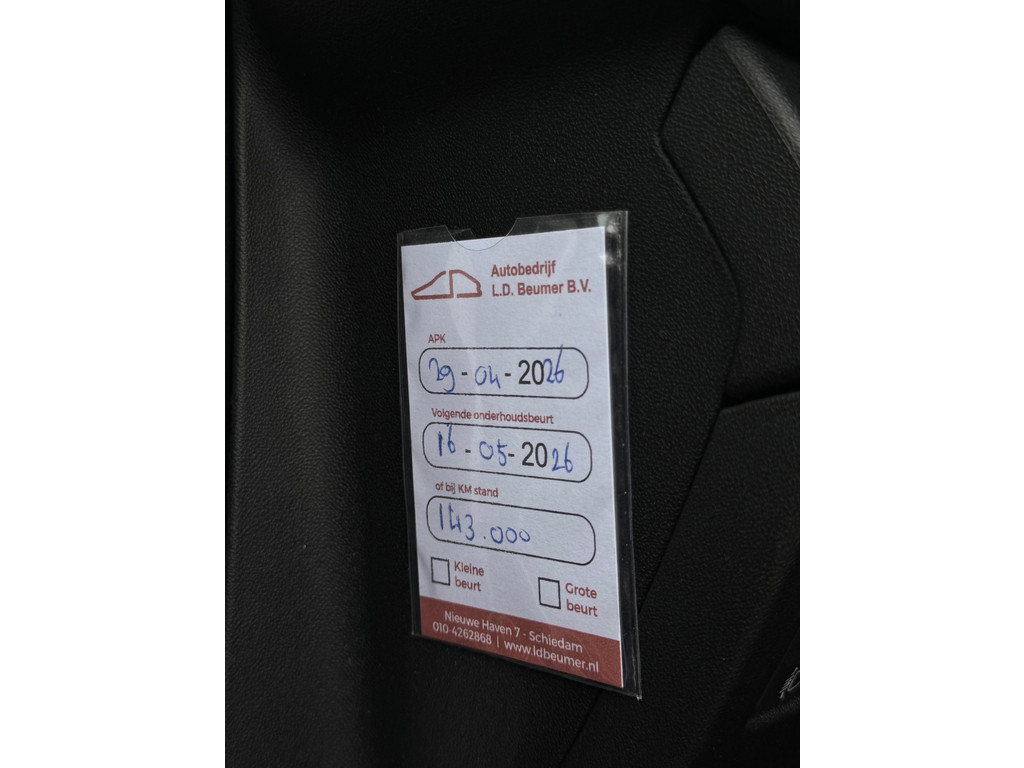 Autobedrijf
L.D. Beumer B.V.
APK
29-04-2026
Volgende onderhoudsbeurt
16-05-2026
of bij KM stand
143.000
Kleine
beurt
Grote
beurt
Nieuwe Haven 7 - Schiedam
010-4262868 | www.ldbeumer.nl